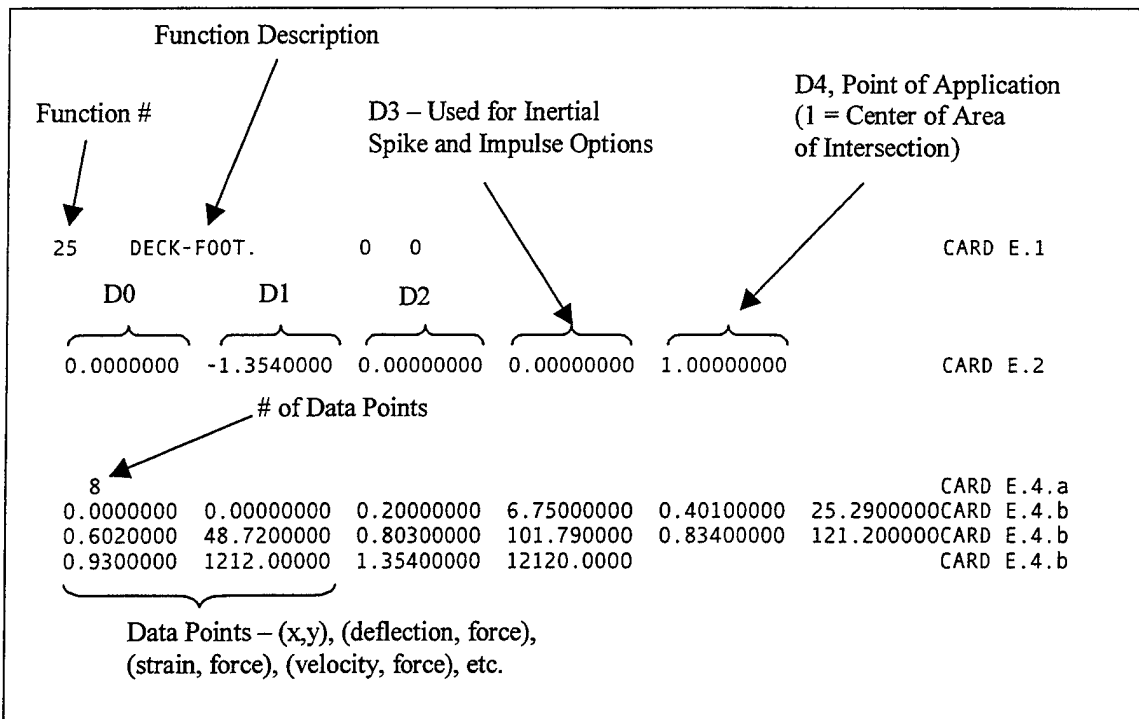 Function Description
Function #
D3 – Used for Inertial
Spike and Impulse Options
D4, Point of Application
(1 = Center of Area
of Intersection)
25 DECK-FOOT. 0 0 CARD E.1
D0 D1 D2
0.0000000 -1.3540000 0.00000000 0.00000000 1.00000000 CARD E.2
# of Data Points
8 CARD E.4.a
0.0000000 0.00000000 0.20000000 6.75000000 0.40100000 25.2900000CARD E.4.b
0.6020000 48.7200000 0.80300000 101.790000 0.83400000 121.200000CARD E.4.b
0.9300000 1212.00000 1.35400000 12120.0000 CARD E.4.b
Data Points – (x,y), (deflection, force),
(strain, force), (velocity, force), etc.